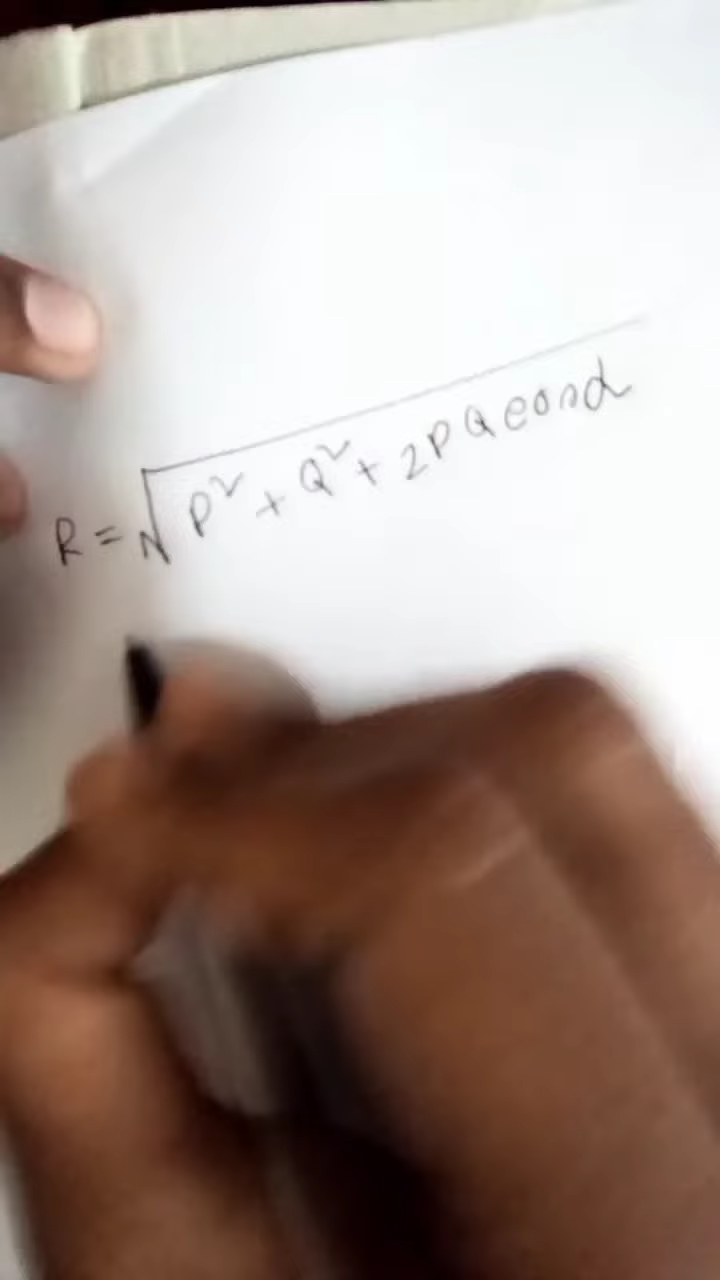 R = √P² + Q² + 2PQ cosα